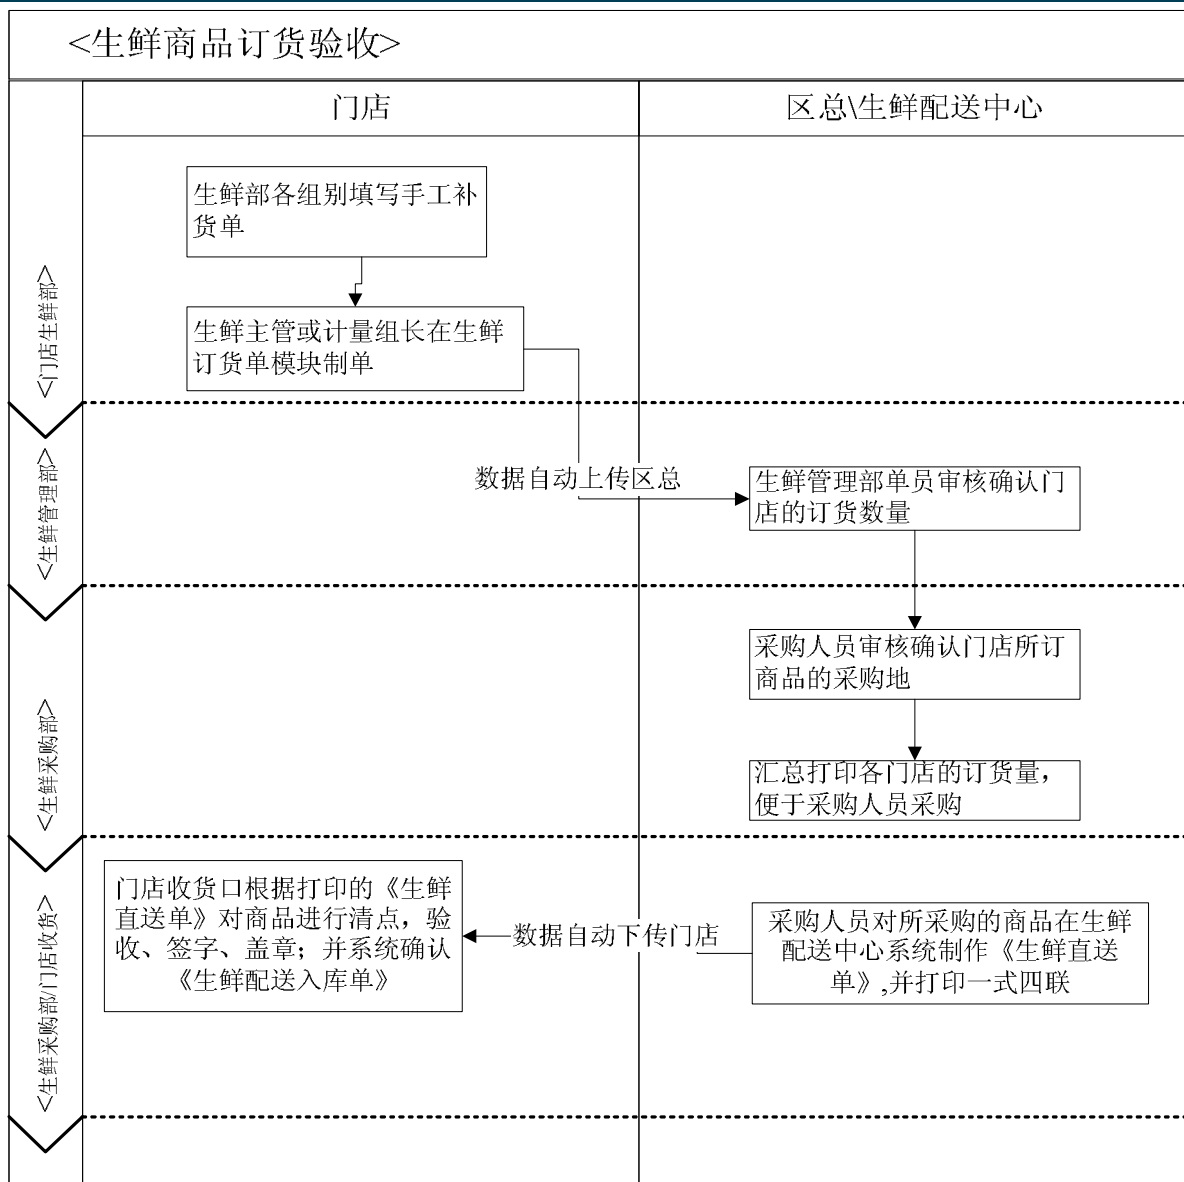 <生鲜商品订货验收>
门店
区总\生鲜配送中心
<门店生鲜部>
生鲜部各组别填写手工补
货单
生鲜主管或计量组长在生鲜
订货单模块制单
<生鲜管理部>
数据自动上传区总
生鲜管理部单员审核确认门
店的订货数量
<生鲜采购部>
采购人员审核确认门店所订
商品的采购地
汇总打印各门店的订货量，
便于采购人员采购
<生鲜采购部/门店收货>
门店收货口根据打印的《生鲜
直送单》对商品进行清点，验
收、签字、盖章；并系统确认
《生鲜配送入库单》
数据自动下传门店
采购人员对所采购的商品在生鲜
配送中心系统制作《生鲜直送
单》,并打印一式四联